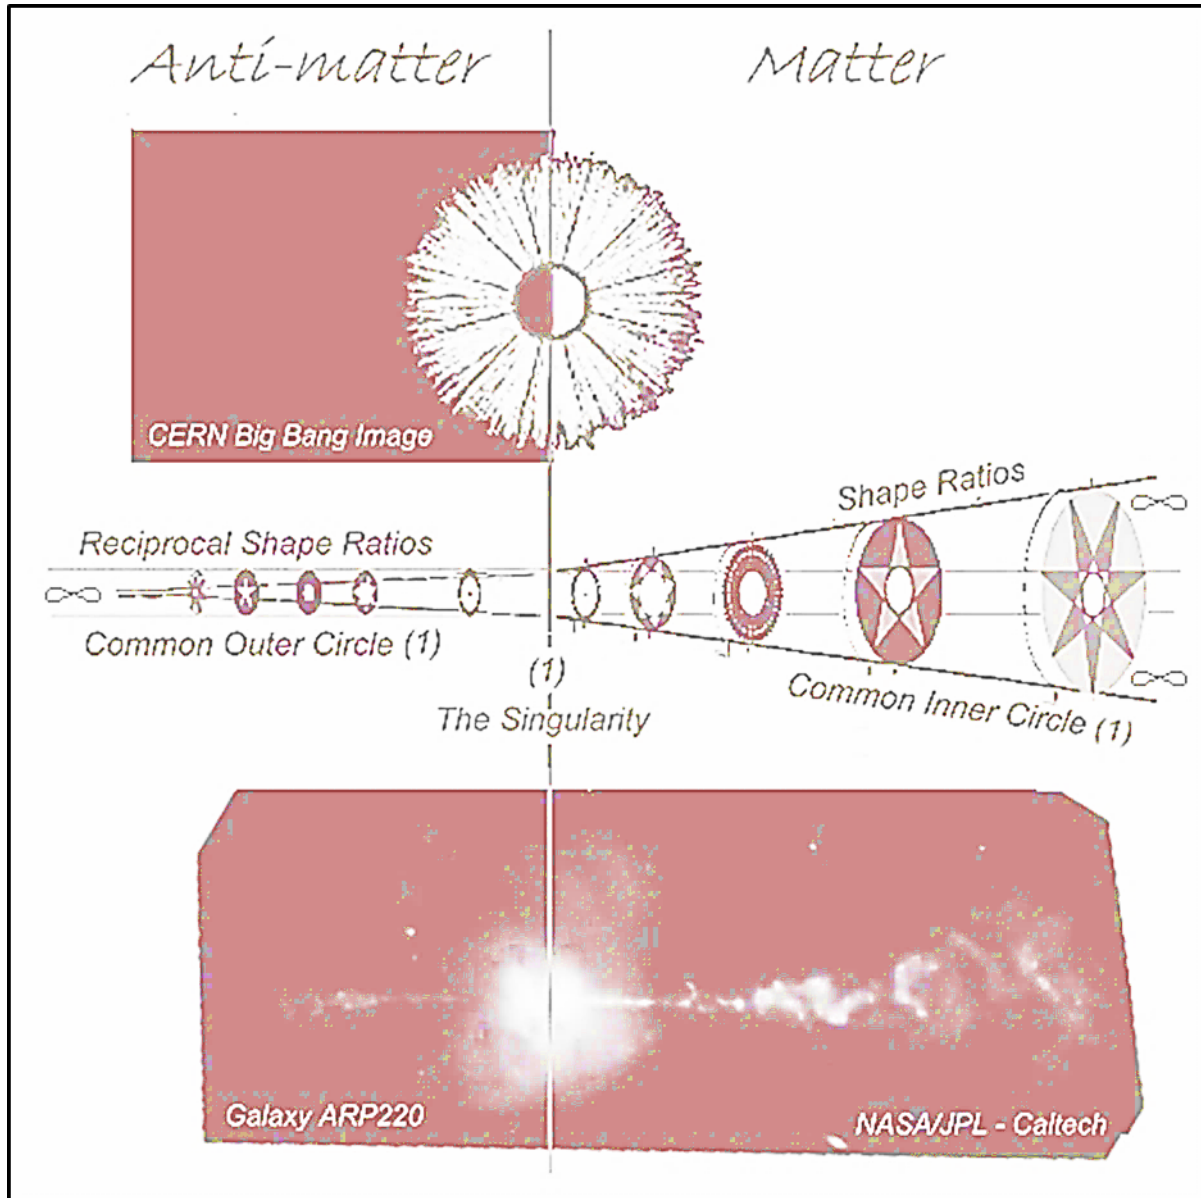 Anti-matter
Matter
CERN Big Bang Image
Shape Ratios
Reciprocal Shape Ratios
Common Outer Circle (1)
(1)
The Singularity
Common Inner Circle (1)
Galaxy ARP220
NASA/JPL - Caltech